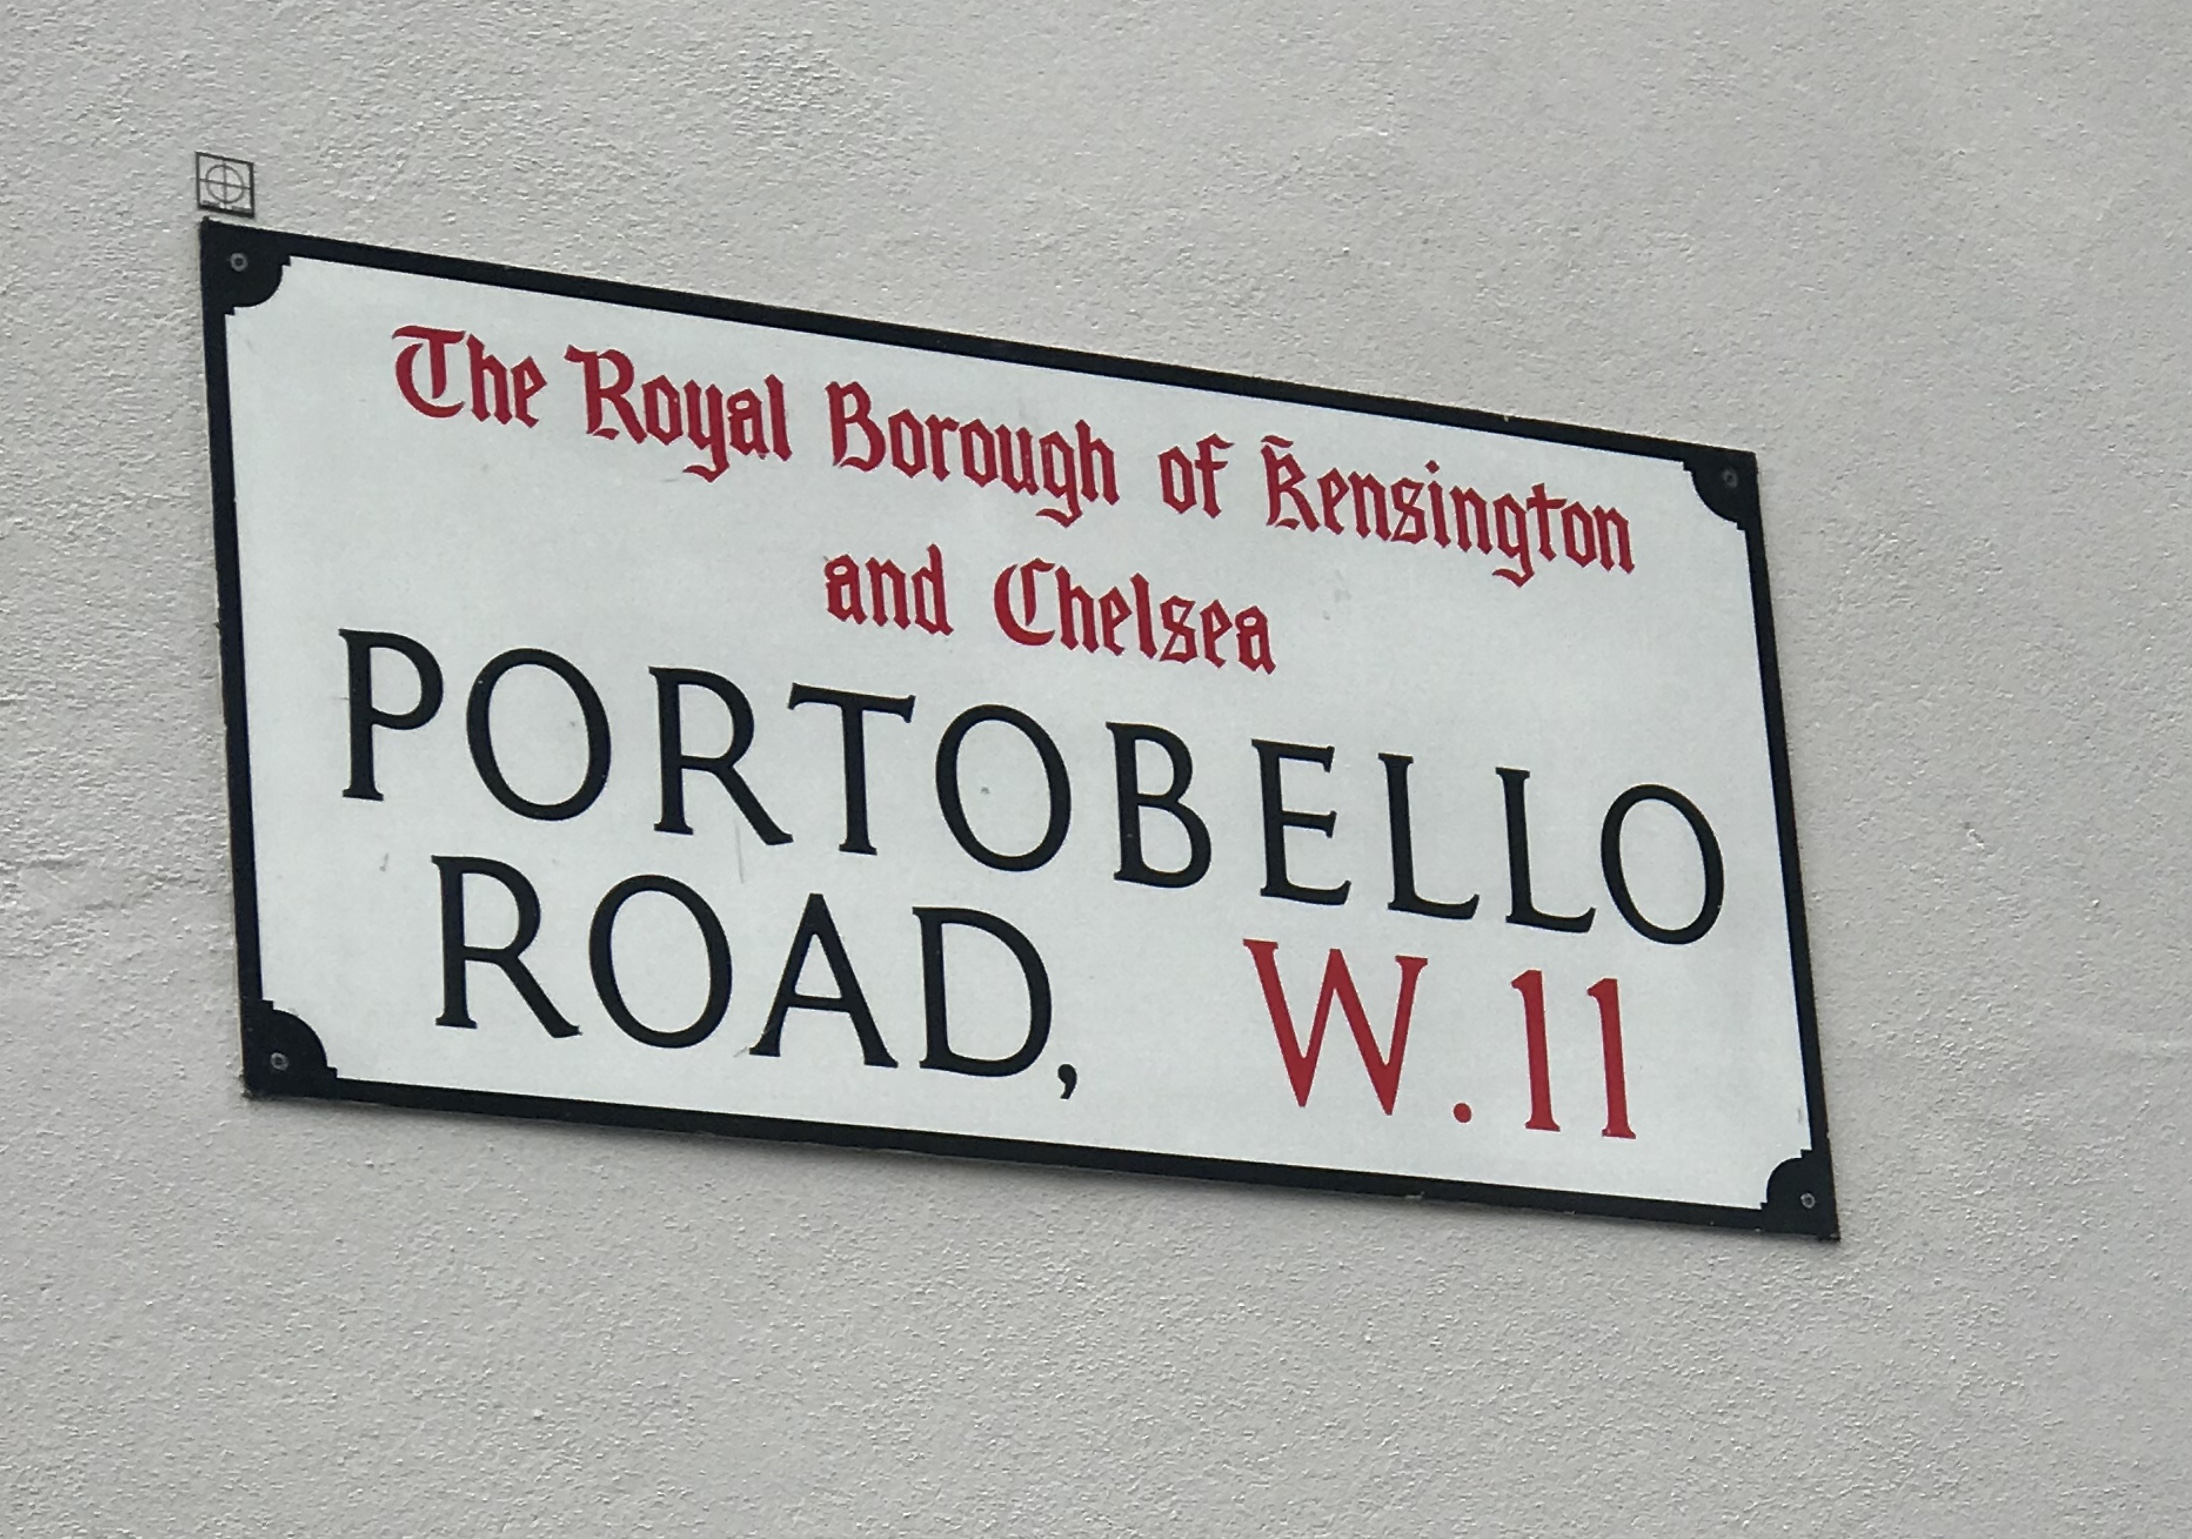 The Royal Borough of Kensington
and Chelsea
PORTOBELLO
ROAD, W.11